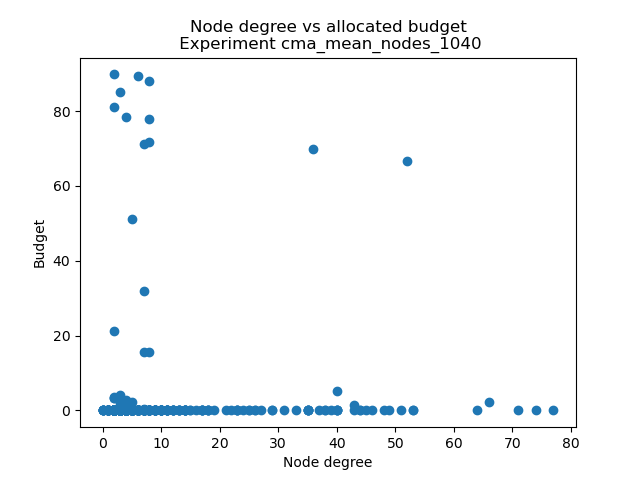 Node degree vs allocated budget
Experiment cma_mean_nodes_1040
Budget
80
60
40
20
0
0 10 20 30 40 50 60 70 80
Node degree